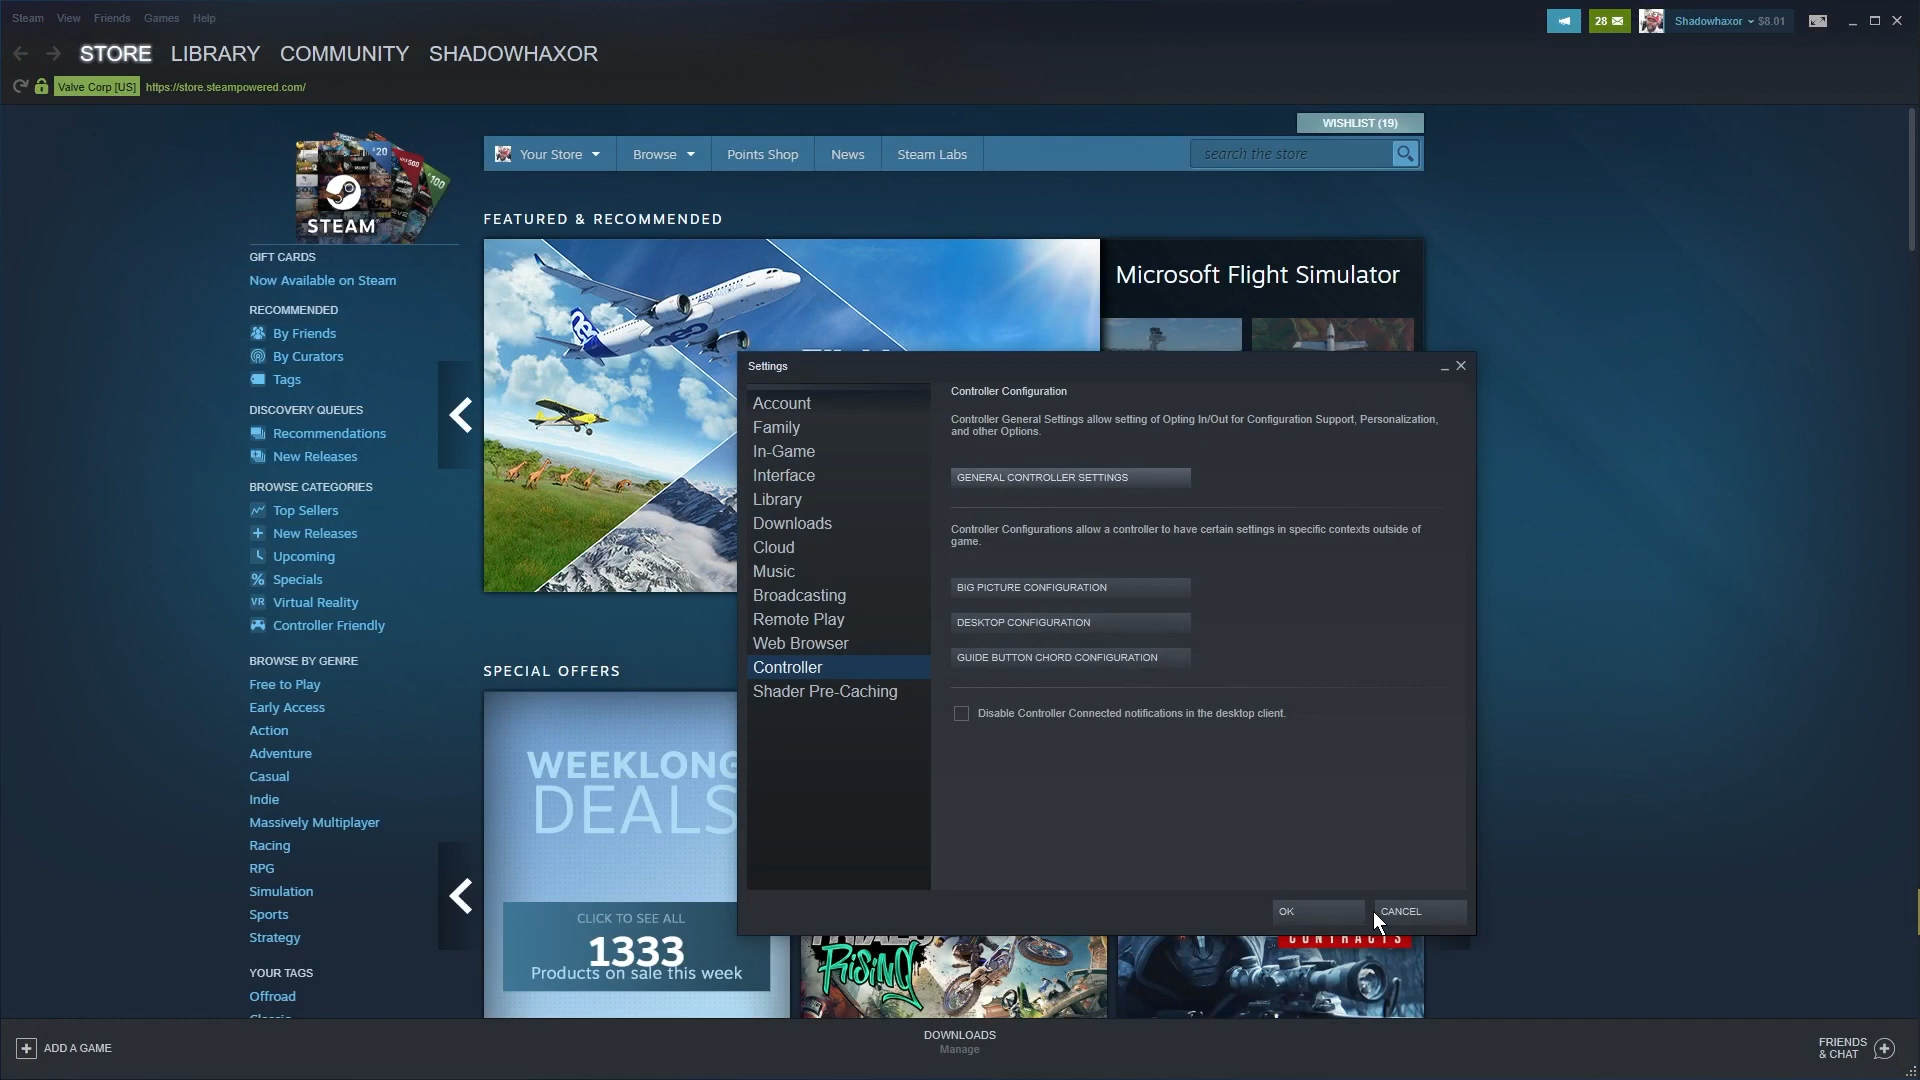 Steam View Friends Games Help
28
Shadowhaxor $8.01
STORE LIBRARY COMMUNITY SHADOWHAXOR
Valve Corp [US] https://store.steampowered.com/
WISHLIST (19)
Your Store Browse Points Shop News Steam Labs
search the store
20
500
100
STEAM
FEATURED & RECOMMENDED
Microsoft Flight Simulator
neo
GIFT CARDS
Now Available on Steam
RECOMMENDED
By Friends
By Curators
Tags
DISCOVERY QUEUES
Recommendations
New Releases
BROWSE CATEGORIES
Top Sellers
New Releases
Upcoming
Specials
VR Virtual Reality
Controller Friendly
BROWSE BY GENRE
Free to Play
Early Access
Action
Adventure
Casual
Indie
Massively Multiplayer
Racing
RPG
Simulation
Sports
Strategy
YOUR TAGS
Offroad
Settings
Account
Family
In-Game
Interface
Library
Downloads
Cloud
Music
Broadcasting
Remote Play
Web Browser
Controller
Shader Pre-Caching
Controller Configuration
Controller General Settings allow setting of Opting In/Out for Configuration Support, Personalization,
and other Options.
GENERAL CONTROLLER SETTINGS
Controller Configurations allow a controller to have certain settings in specific contexts outside of
game.
BIG PICTURE CONFIGURATION
DESKTOP CONFIGURATION
GUIDE BUTTON CHORD CONFIGURATION
Disable Controller Connected notifications in the desktop client.
OK
CANCEL
SPECIAL OFFERS
WEEKLONG
DEALS
CLICK TO SEE ALL
1333
Products on sale this week
RISING
CONTRACTS
ADD A GAME
DOWNLOADS
Manage
FRIENDS
& CHAT